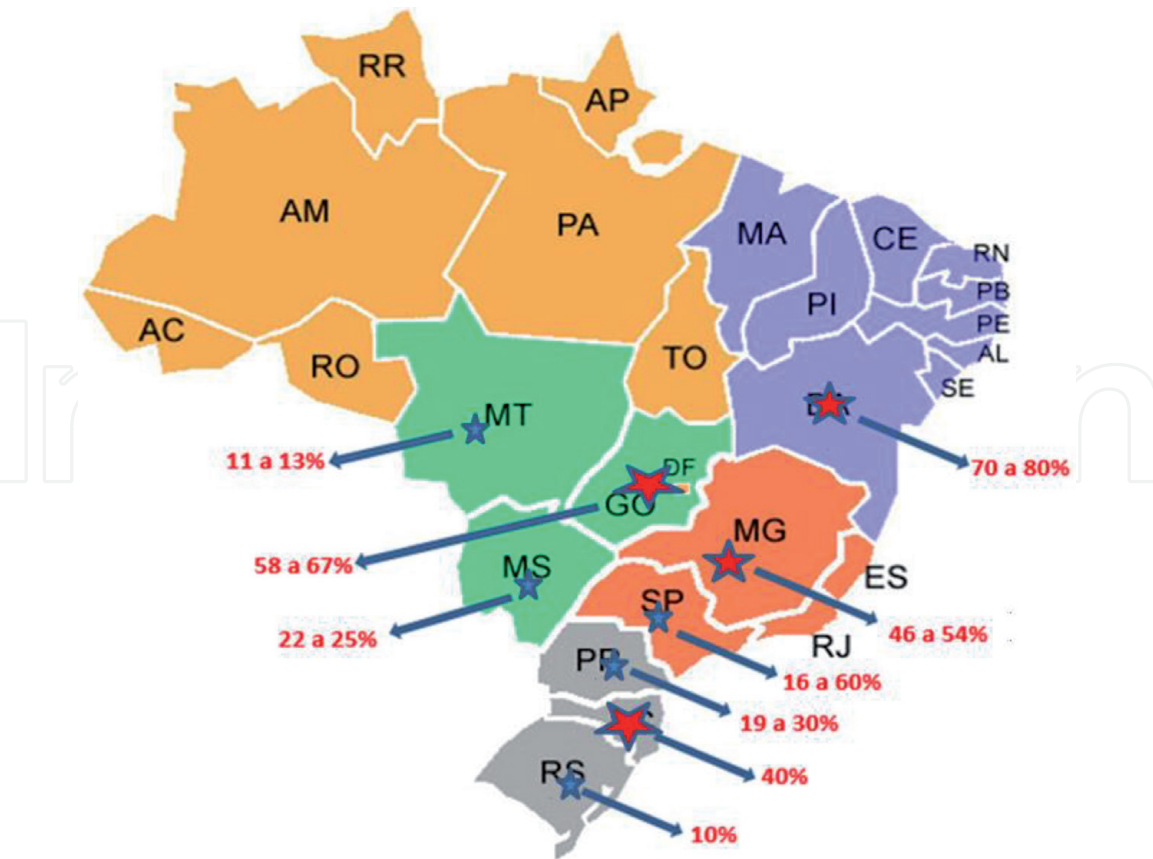 RR
AP
AM
PA
MA
CE
RN
PI
PB
PE
AC
AL
RO
TO
SE
MT
11 a 13%
DF
70 a 80%
GO
MG
58 a 67%
MS
ES
SP
22 a 25%
46 a 54%
RJ
PR
16 a 60%
19 a 30%
RS
40%
10%